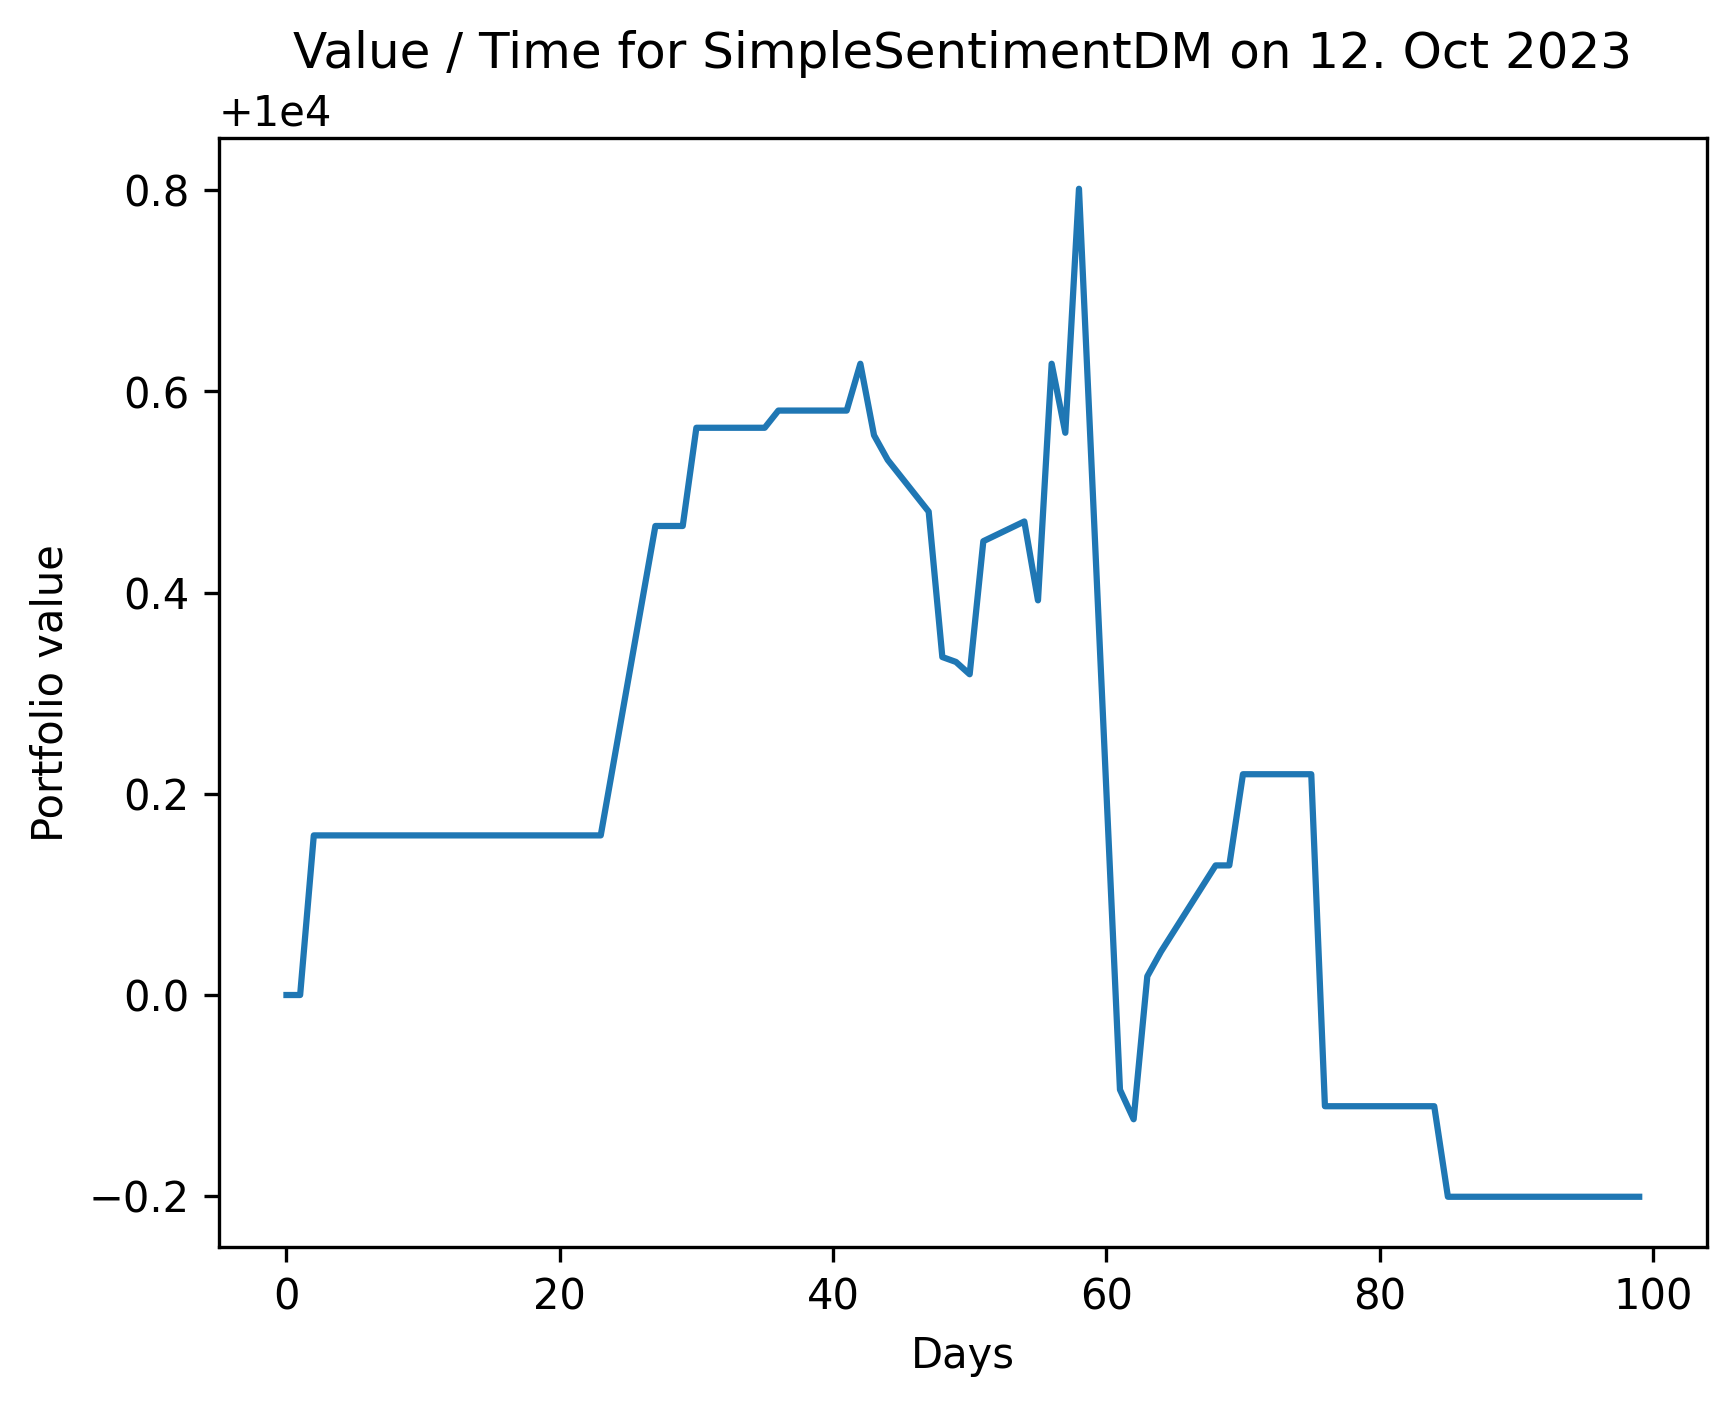 Value / Time for SimpleSentimentDM on 12. Oct 2023
+1e4
0.8
0.6
0.4
0.2
0.0
−0.2
Portfolio value
0 20 40 60 80 100
Days